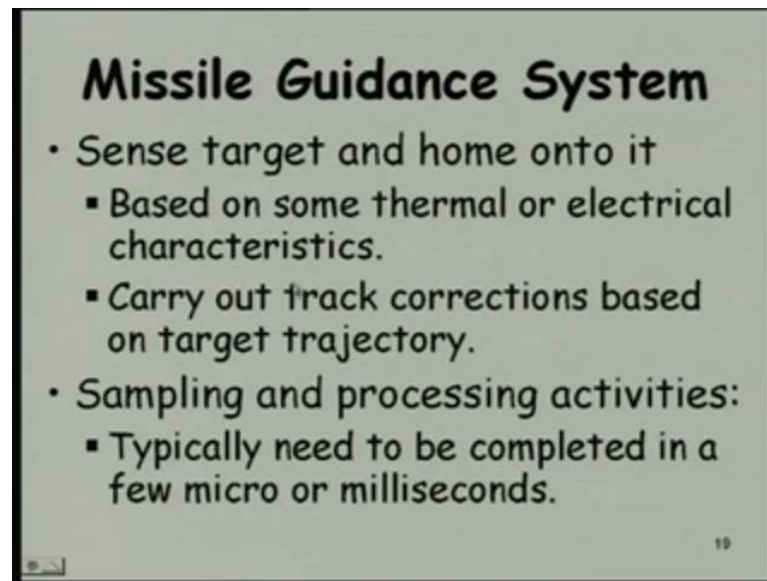 Missile Guidance System
• Sense target and home onto it
▪ Based on some thermal or electrical
characteristics.
▪ Carry out track corrections based
on target trajectory.
• Sampling and processing activities:
▪ Typically need to be completed in a
few micro or milliseconds.
19